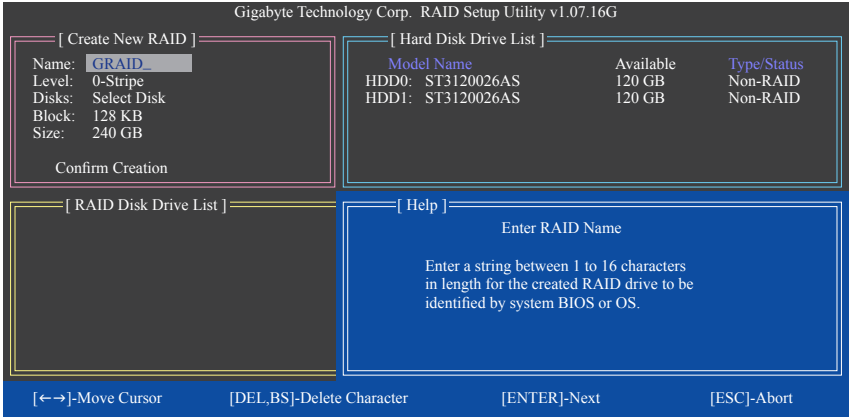 Gigabyte Technology Corp. RAID Setup Utility v1.07.16G
[ Create New RAID ]
Name: GRAID_
Level: 0-Stripe
Disks: Select Disk
Block: 128 KB
Size: 240 GB
Confirm Creation
[ Hard Disk Drive List ]
Model Name Available Type/Status
HDD0: ST3120026AS 120 GB Non-RAID
HDD1: ST3120026AS 120 GB Non-RAID
[ RAID Disk Drive List ]
[ Help ]
Enter RAID Name
Enter a string between 1 to 16 characters
in length for the created RAID drive to be
identified by system BIOS or OS.
[←→]-Move Cursor [DEL,BS]-Delete Character [ENTER]-Next [ESC]-Abort